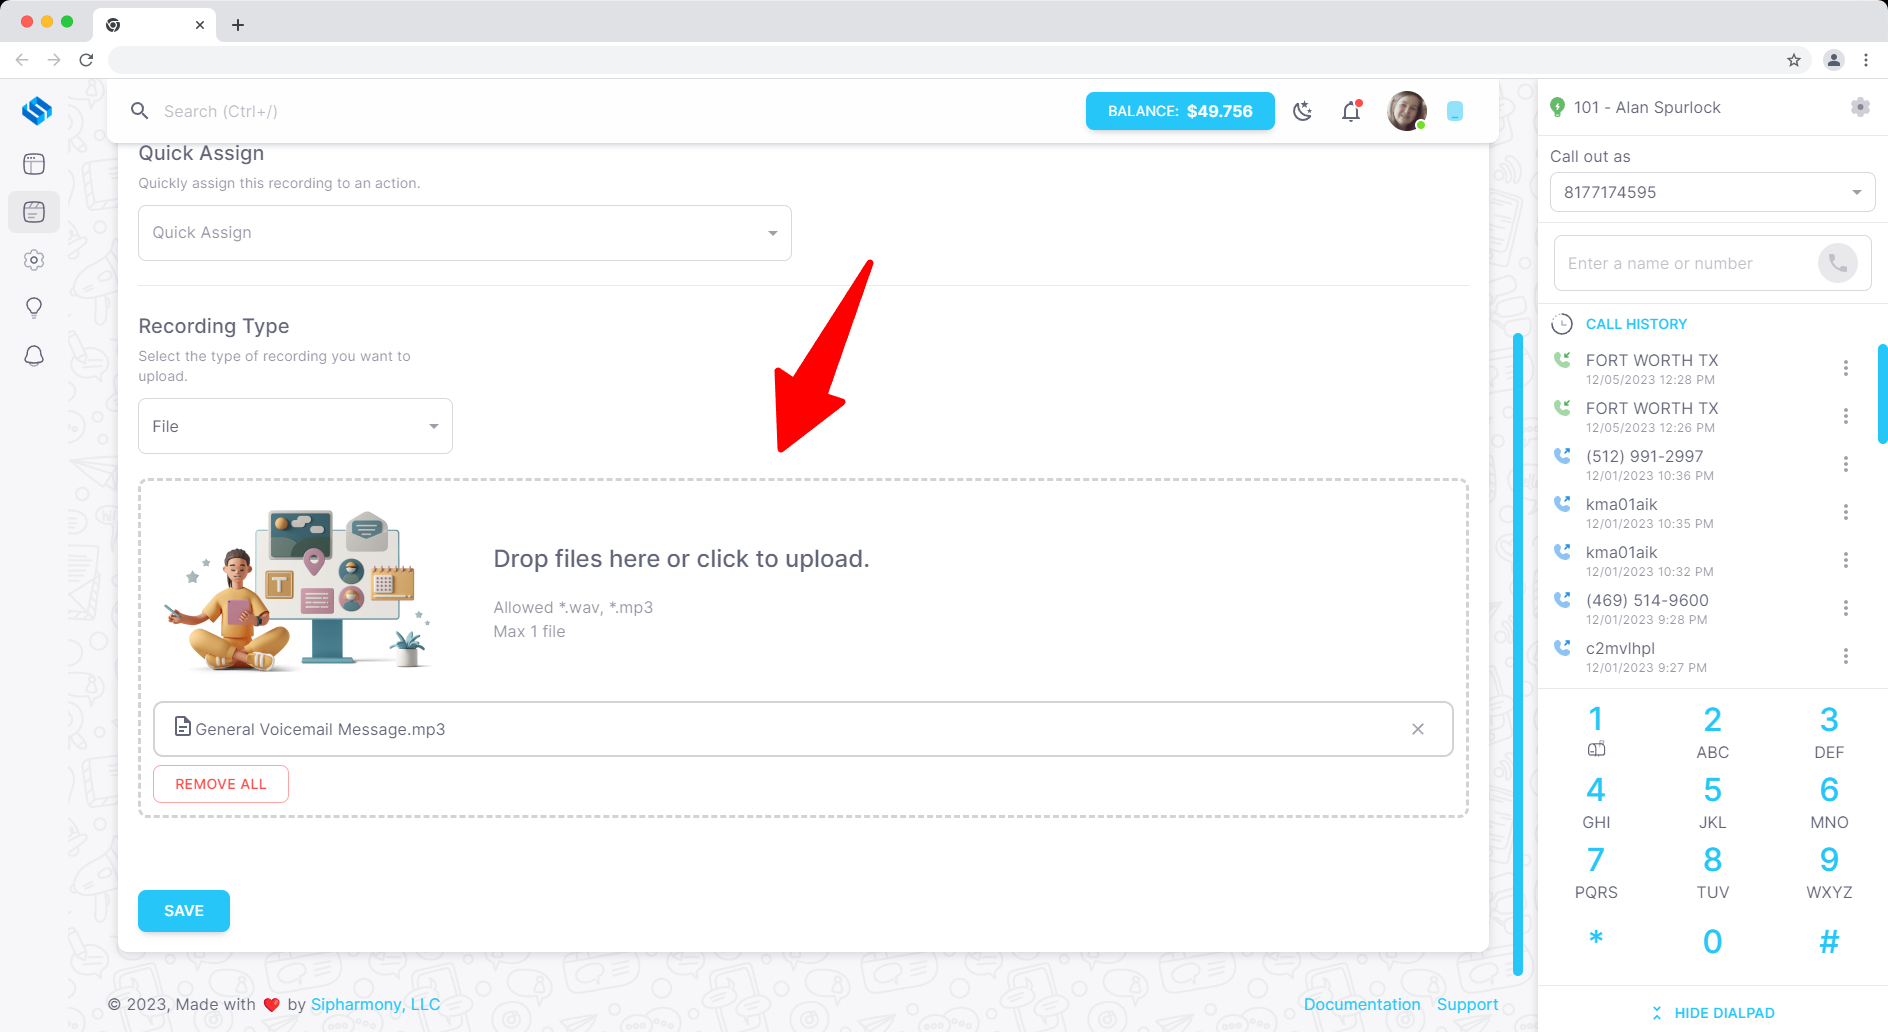 Search (Ctrl+/)
BALANCE: $49.756
Quick Assign
Quickly assign this recording to an action.
Quick Assign
Recording Type
Select the type of recording you want to
upload.
File
Drop files here or click to upload.
Allowed *.wav, *.mp3
Max 1 file
T
General Voicemail Message.mp3
REMOVE ALL
SAVE
© 2023, Made with ❤ by Sipharmony, LLC
Documentation Support
101 - Alan Spurlock
Call out as
8177174595
Enter a name or number
CALL HISTORY
FORT WORTH TX
12/05/2023 12:28 PM
FORT WORTH TX
12/05/2023 12:26 PM
(512) 991-2997
12/01/2023 10:36 PM
kma01aik
12/01/2023 10:35 PM
kma01aik
12/01/2023 10:32 PM
(469) 514-9600
12/01/2023 9:28 PM
c2mvlhpl
12/01/2023 9:27 PM
1 2 3
ABC DEF
4 5 6
GHI JKL MNO
7 8 9
PQRS TUV WXYZ
* 0 #
HIDE DIALPAD